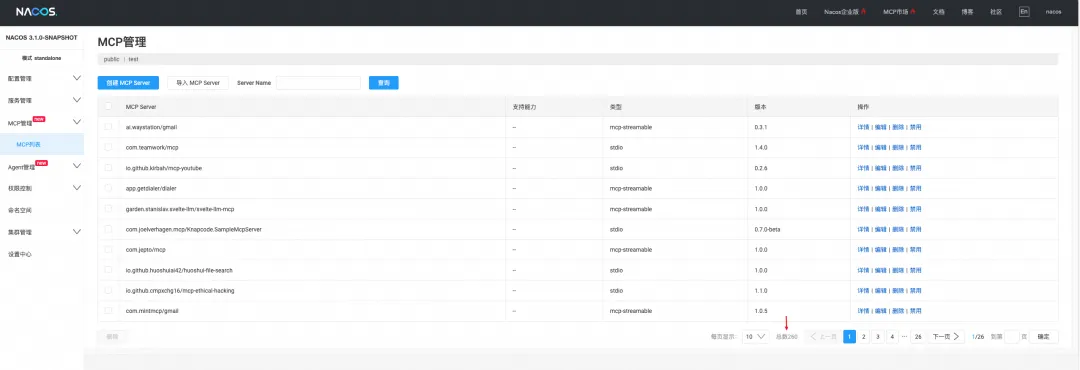 NACOS.
首页 Nacos企业版 MCP市场 文档 博客 社区 En nacos
NACOS 3.1.0-SNAPSHOT
模式 standalone
配置管理
服务管理
MCP管理 new
MCP列表
Agent管理 new
权限控制
命名空间
集群管理
设置中心
MCP管理
public | test
创建 MCP Server 导入 MCP Server Server Name 查询
MCP Server 支持能力 类型 版本 操作
ai.waystation/gmail -- mcp-streamable 0.3.1 详情 | 编辑 | 删除 | 禁用
com.teamwork/mcp -- stdio 1.4.0 详情 | 编辑 | 删除 | 禁用
io.github.kirbah/mcp-youtube -- stdio 0.2.6 详情 | 编辑 | 删除 | 禁用
app.getdialer/dialer -- mcp-streamable 1.0.0 详情 | 编辑 | 删除 | 禁用
garden.stanislav.svelte-llm/svelte-llm-mcp -- mcp-streamable 1.0.0 详情 | 编辑 | 删除 | 禁用
com.joelverhagen.mcp/Knapcode.SampleMcpServer -- stdio 0.7.0-beta 详情 | 编辑 | 删除 | 禁用
com.japto/mcp -- mcp-streamable 1.0.0 详情 | 编辑 | 删除 | 禁用
io.github.huoshuiai42/huoshui-file-search -- stdio 1.0.0 详情 | 编辑 | 删除 | 禁用
io.github.cmpxchg16/mcp-ethical-hacking -- stdio 1.1.0 详情 | 编辑 | 删除 | 禁用
com.mintmcp/gmail -- mcp-streamable 1.0.5 详情 | 编辑 | 删除 | 禁用
删除 每页显示: 10 总数260 上一页 1 2 3 4 ... 26 下一页 1/26 到第 页 确定